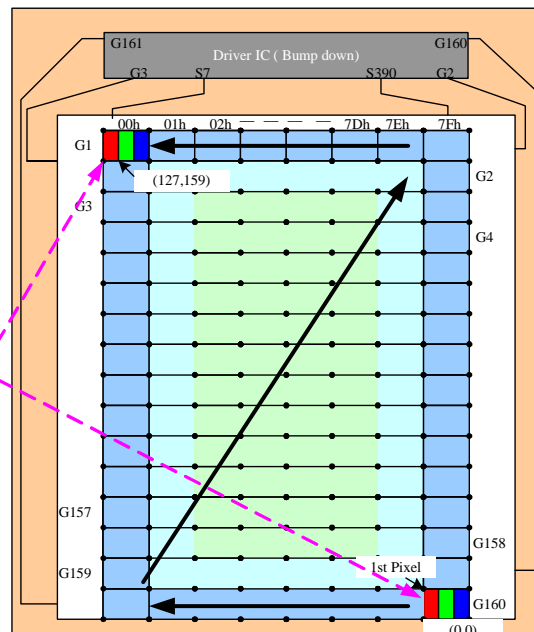 G161 G160
Driver IC ( Bump down)
G3 S7 S390 G2
00h 01h 02h 7Dh 7Eh 7Fh
G1
(127,159)
G2
G3
G4
G157
G158
1st Pixel
G159
G160
(0,0)